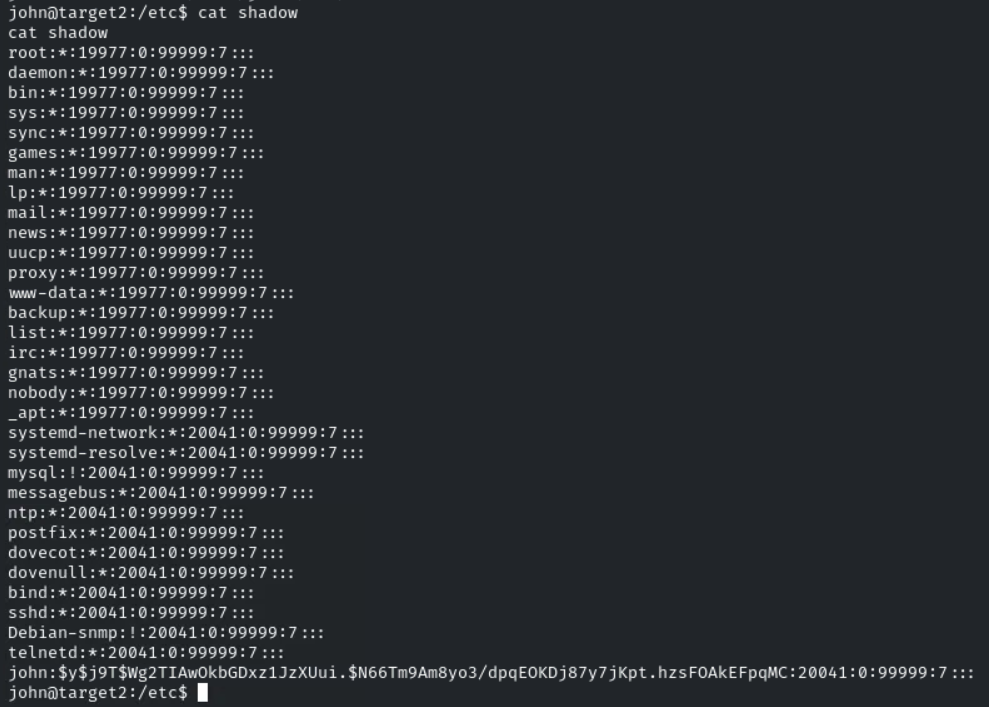 john@target2:/etc$ cat shadow
cat shadow
root:*:19977:0:99999:7:::
daemon:*:19977:0:99999:7:::
bin:*:19977:0:99999:7:::
sys:*:19977:0:99999:7:::
sync:*:19977:0:99999:7:::
games:*:19977:0:99999:7:::
man:*:19977:0:99999:7:::
lp:*:19977:0:99999:7:::
mail:*:19977:0:99999:7:::
news:*:19977:0:99999:7:::
uucp:*:19977:0:99999:7:::
proxy:*:19977:0:99999:7:::
www-data:*:19977:0:99999:7:::
backup:*:19977:0:99999:7:::
list:*:19977:0:99999:7:::
irc:*:19977:0:99999:7:::
gnats:*:19977:0:99999:7:::
nobody:*:19977:0:99999:7:::
_apt:*:19977:0:99999:7:::
systemd-network:*:20041:0:99999:7:::
systemd-resolve:*:20041:0:99999:7:::
mysql:!:20041:0:99999:7:::
messagebus:*:20041:0:99999:7:::
ntp:*:20041:0:99999:7:::
postfix:*:20041:0:99999:7:::
dovecot:*:20041:0:99999:7:::
dovenull:*:20041:0:99999:7:::
bind:*:20041:0:99999:7:::
sshd:*:20041:0:99999:7:::
Debian-snmp:!:20041:0:99999:7:::
telnetd:*:20041:0:99999:7:::
john:$y$j9T$Wg2TIAwOkbGDxz1JzXUui.$N66Tm9Am8yo3/dpqEOKDj87y7jKpt.hzsFOAkEFpqMC:20041:0:99999:7:::
john@target2:/etc$